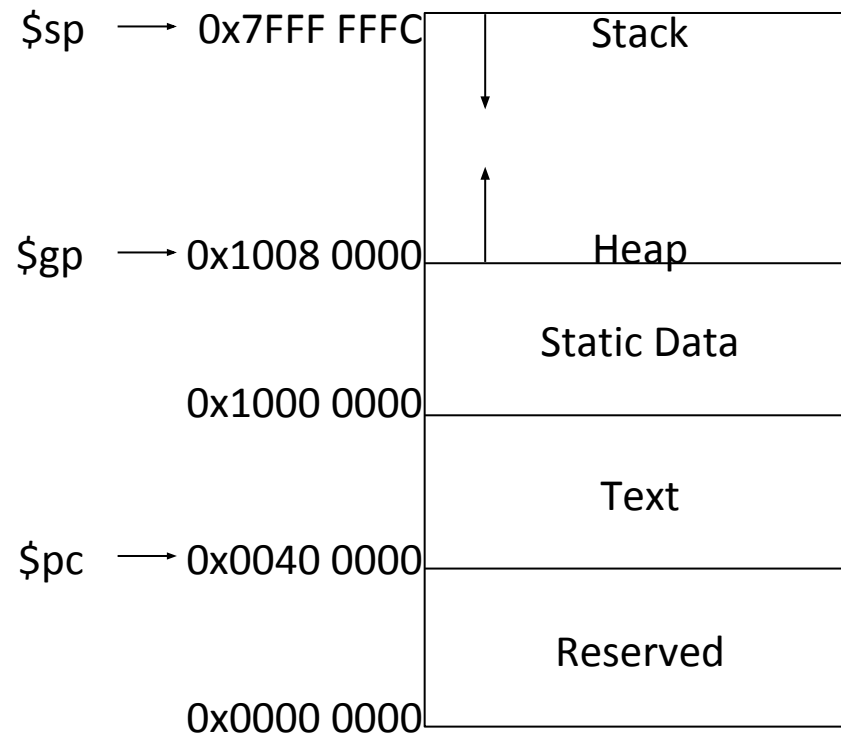 $sp 0x7FFF FFFC Stack
$gp 0x1008 0000 Heap
Static Data
0x1000 0000
Text
$pc 0x0040 0000
Reserved
0x0000 0000